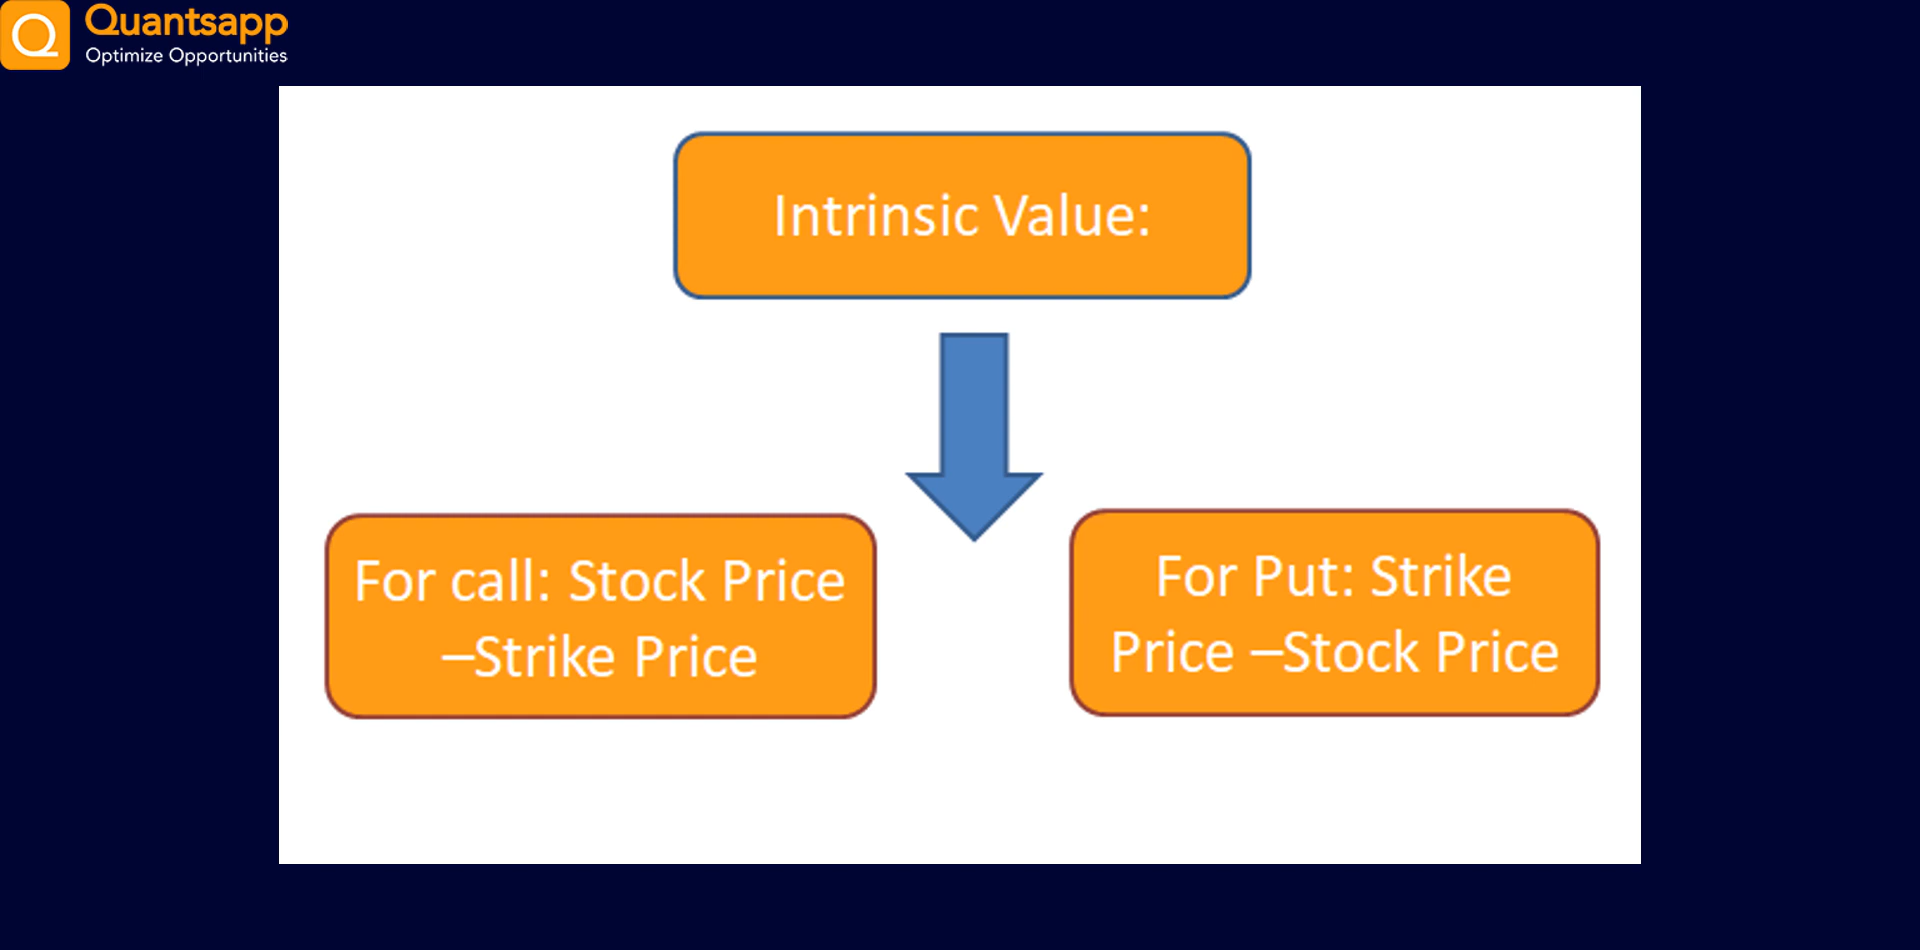 Quantsapp
Optimize Opportunities
Intrinsic Value:
For call: Stock Price
–Strike Price
For Put: Strike
Price –Stock Price